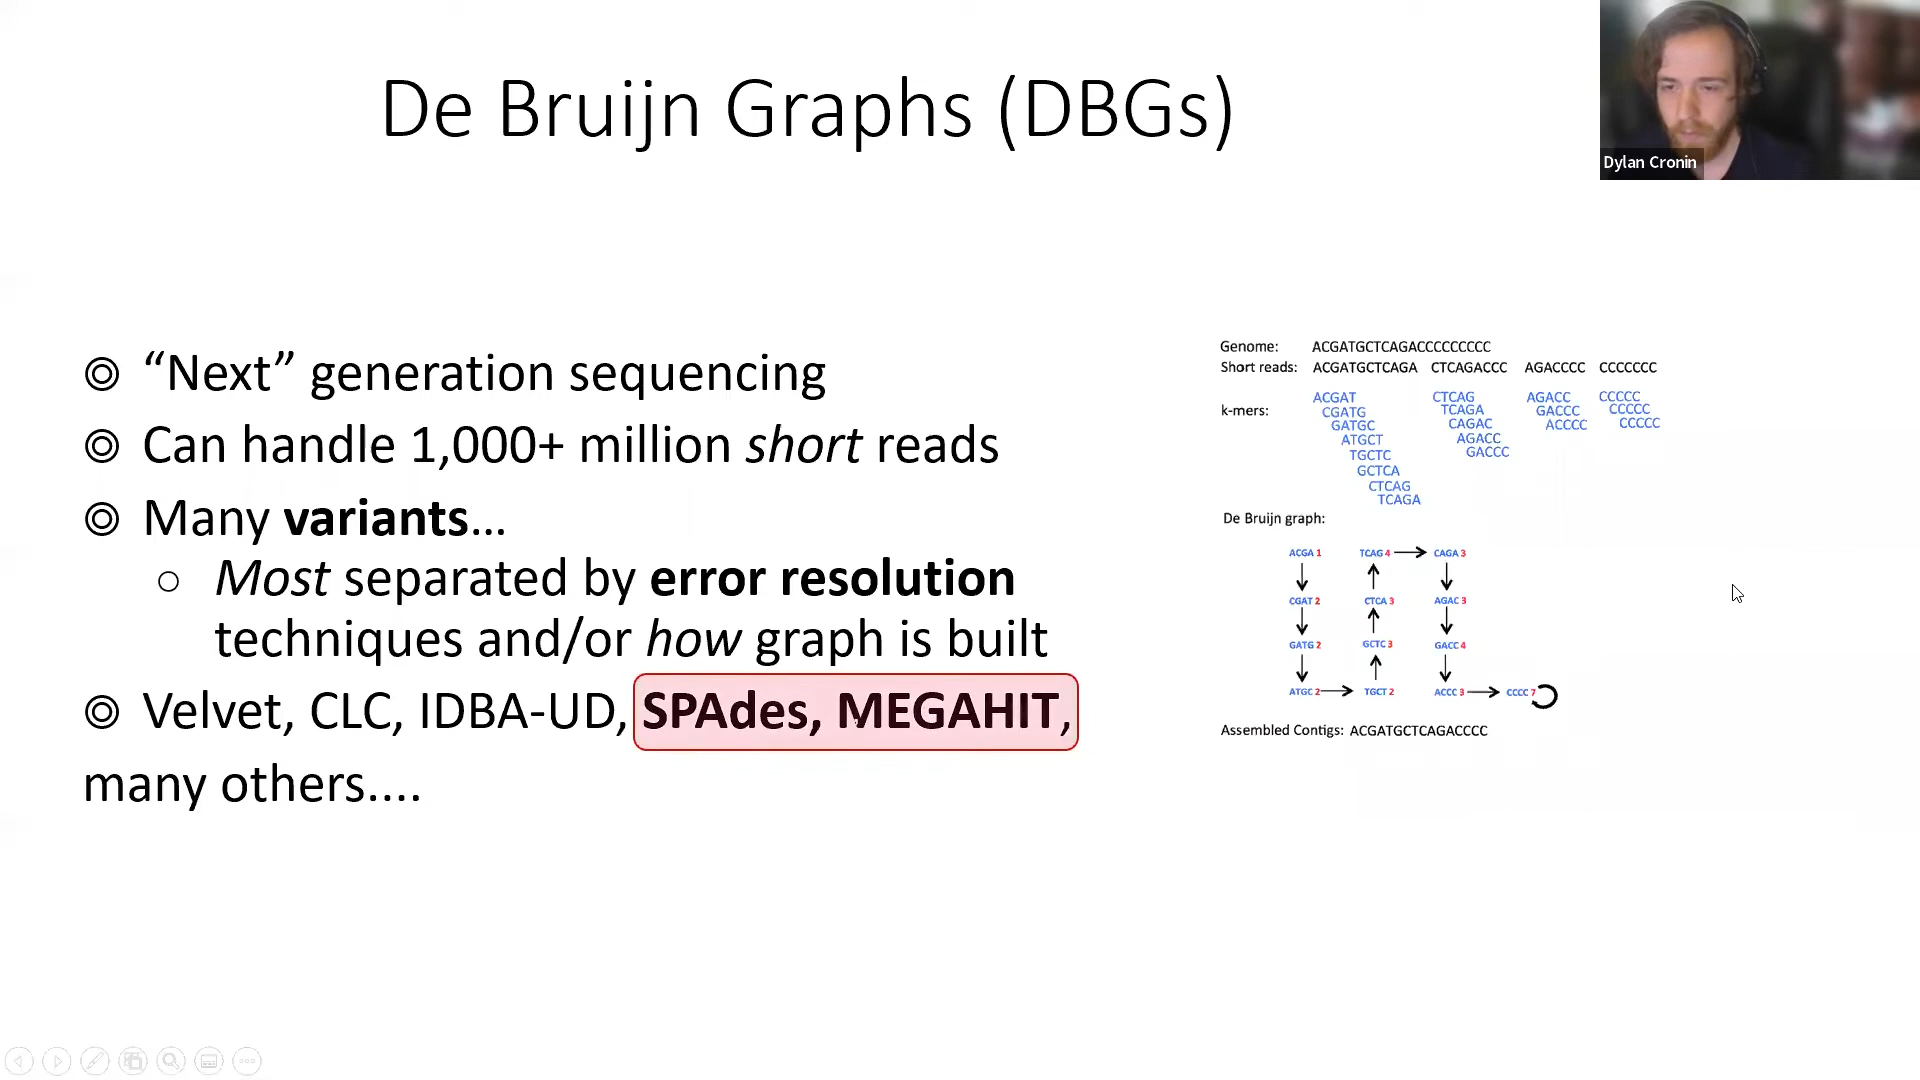 De Bruijn Graphs (DBGs)
Dylan Cronin
“Next” generation sequencing
Can handle 1,000+ million short reads
Many variants...
Most separated by error resolution
techniques and/or how graph is built
Velvet, CLC, IDBA-UD, SPAdes, MEGAHIT,
many others....
Genome: ACGATGCTCAGACCCCCCCCC
Short reads: ACGATGCTCAGA CTCAGACCC AGACCCC CCCCCCC
k-mers:
ACGAT CTCAG AGACC CCCCC
CGATG TCAGA GACCC CCCCC
GATGC CAGAC ACCCC CCCCC
ATGCT AGACC
TGCTC GACCC
GCTCA
CTCAG
TCAGA
De Bruijn graph:
ACGA 1 TCAG 4 CAGA 3
CGAT 2 CTCA 3 AGAC 3
GATG 2 GCTC 3 GACC 4
ATGC 2 TGCT 2 ACCC 3 CCCC 7
Assembled Contigs: ACGATGCTCAGACCCC